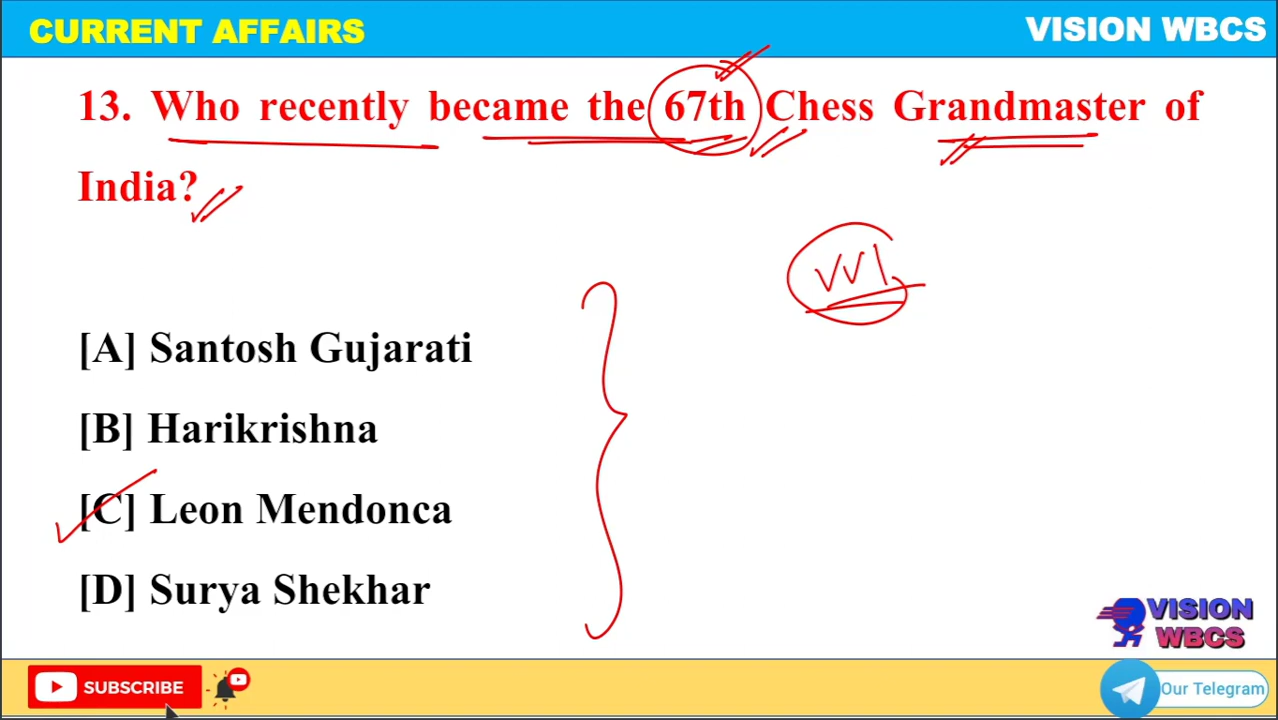 CURRENT AFFAIRS
VISION WBCS
13. Who recently became the 67th Chess Grandmaster of
India?
VVI
[A] Santosh Gujarati
[B] Harikrishna
[C] Leon Mendonca
[D] Surya Shekhar
VISION
WBCS
SUBSCRIBE
Our Telegram